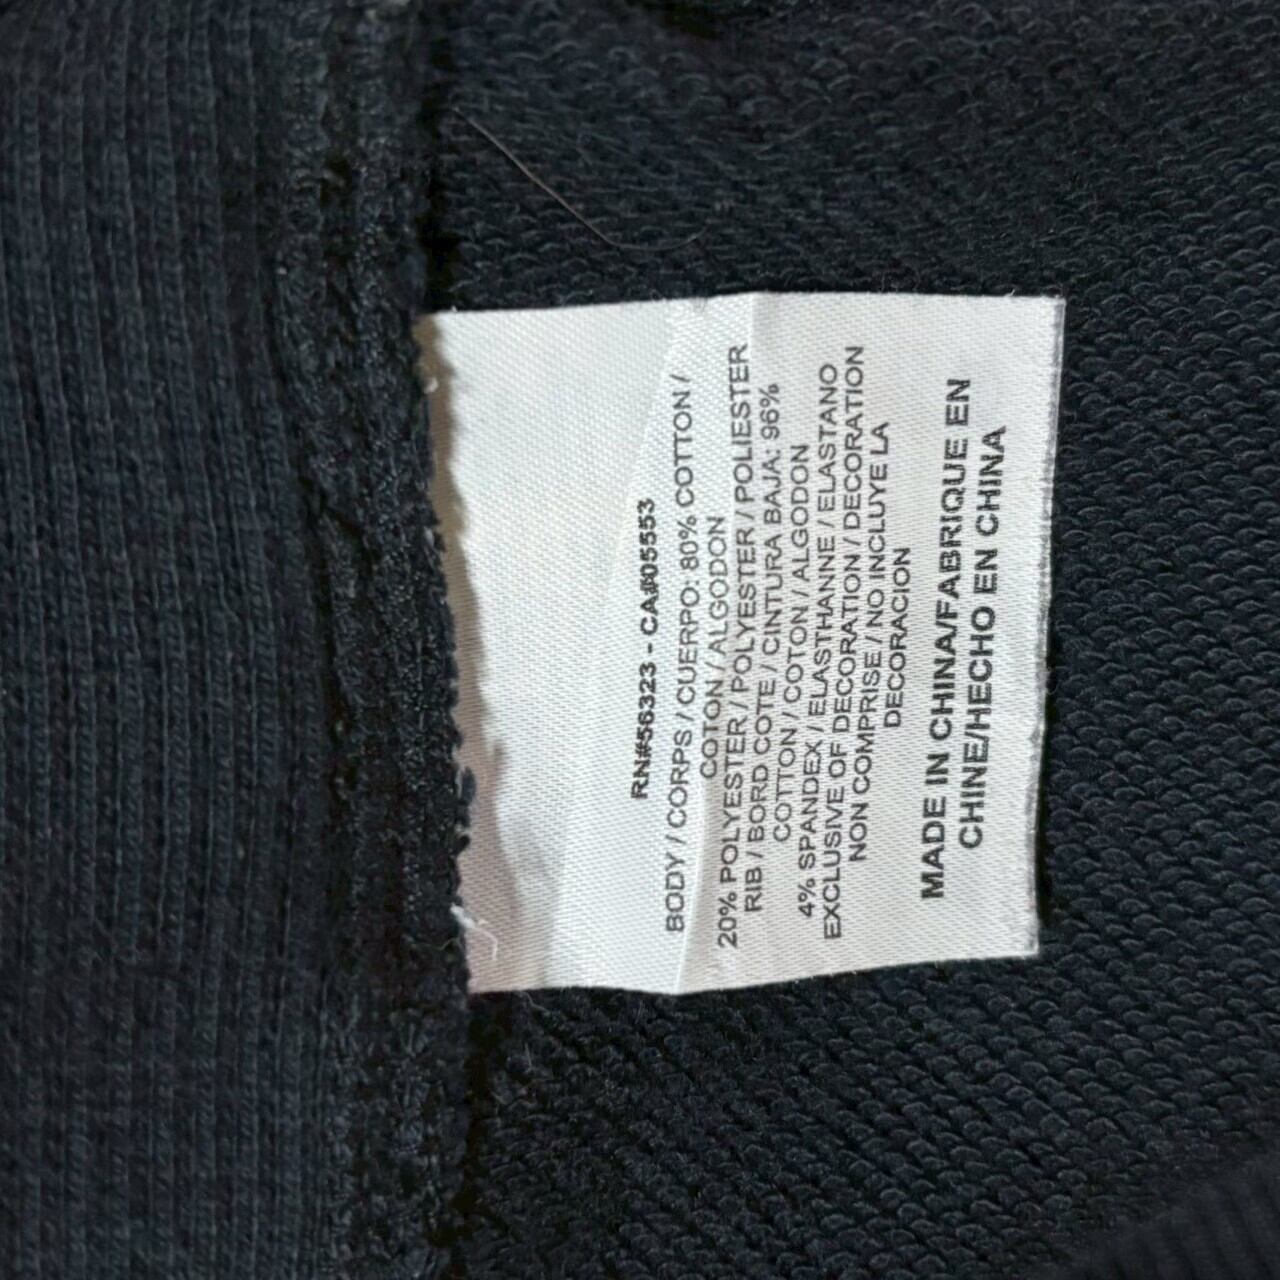 RN#56323 - CA#05553
BODY / CORPS / CUERPO: 80% COTTON /
COTON / ALGODON
20% POLYESTER / POLYESTER / POLIESTER
RIB / BORD COTE / CINTURA BAJA: 96%
COTTON / COTON / ALGODON
4% SPANDEX / ELASTHANNE / ELASTANO
EXCLUSIVE OF DECORATION / DECORATION
NON COMPRISE / NO INCLUYE LA
DECORACION
MADE IN CHINA/FABRIQUE EN
CHINE/HECHO EN CHINA